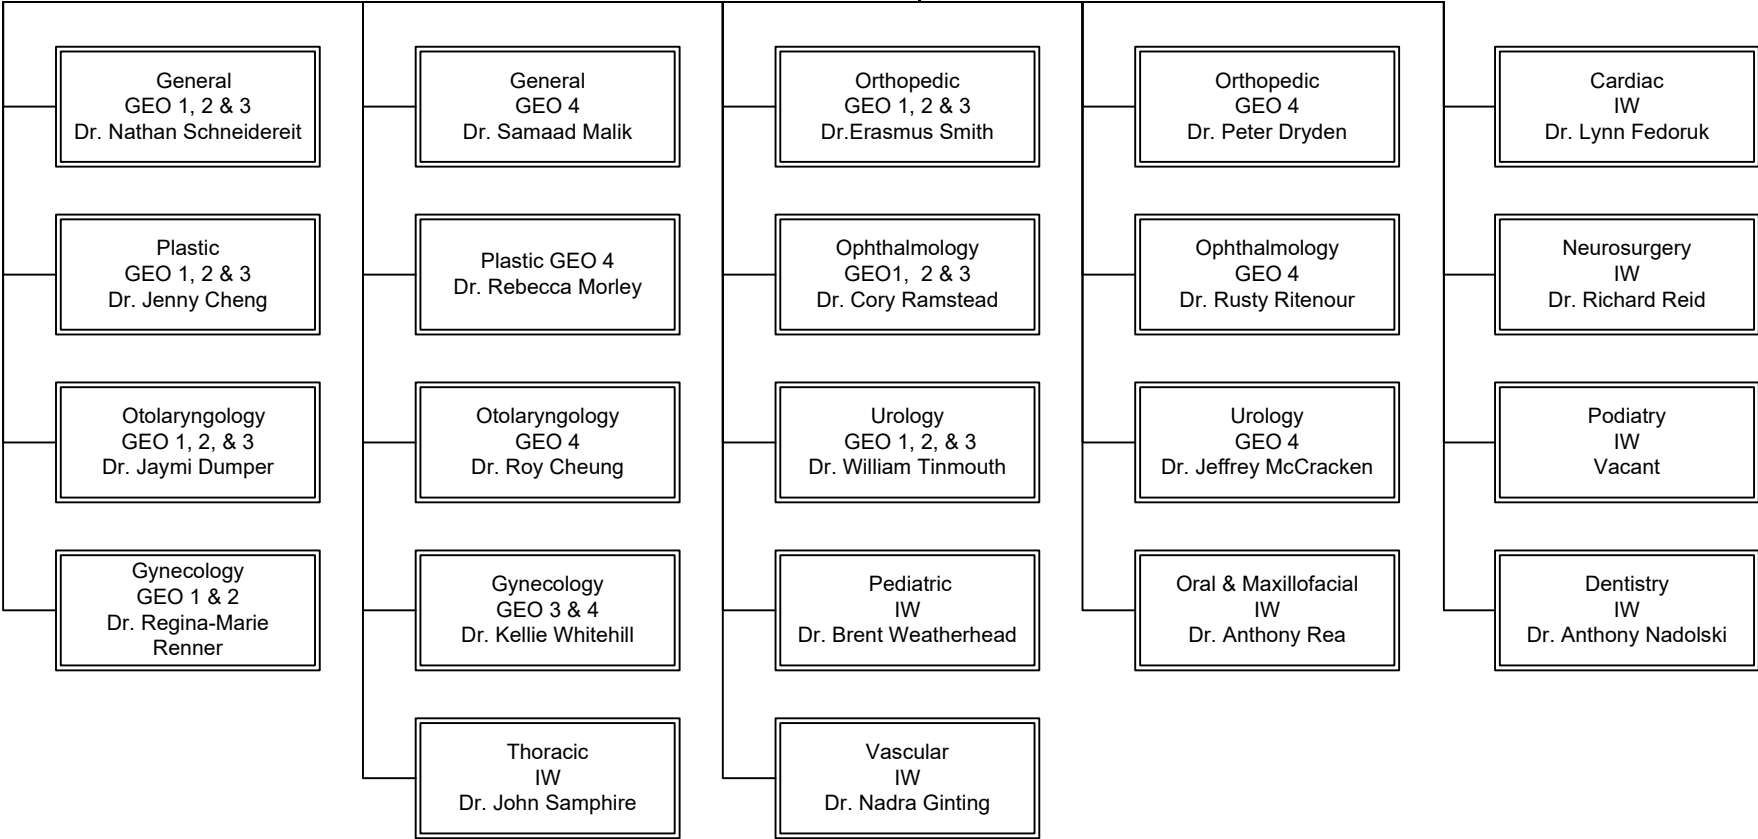 General
GEO 1, 2 & 3
Dr. Nathan Schneidereit
General
GEO 4
Dr. Samaad Malik
Orthopedic
GEO 1, 2 & 3
Dr.Erasmus Smith
Orthopedic
GEO 4
Dr. Peter Dryden
Cardiac
IW
Dr. Lynn Fedoruk
Plastic
GEO 1, 2 & 3
Dr. Jenny Cheng
Plastic GEO 4
Dr. Rebecca Morley
Ophthalmology
GEO1, 2 & 3
Dr. Cory Ramstead
Ophthalmology
GEO 4
Dr. Rusty Ritenour
Neurosurgery
IW
Dr. Richard Reid
Otolaryngology
GEO 1, 2, & 3
Dr. Jaymi Dumper
Otolaryngology
GEO 4
Dr. Roy Cheung
Urology
GEO 1, 2, & 3
Dr. William Tinmouth
Urology
GEO 4
Dr. Jeffrey McCracken
Podiatry
IW
Vacant
Gynecology
GEO 1 & 2
Dr. Regina-Marie
Renner
Gynecology
GEO 3 & 4
Dr. Kellie Whitehill
Pediatric
IW
Dr. Brent Weatherhead
Oral & Maxillofacial
IW
Dr. Anthony Rea
Dentistry
IW
Dr. Anthony Nadolski
Thoracic
IW
Dr. John Samphire
Vascular
IW
Dr. Nadra Ginting